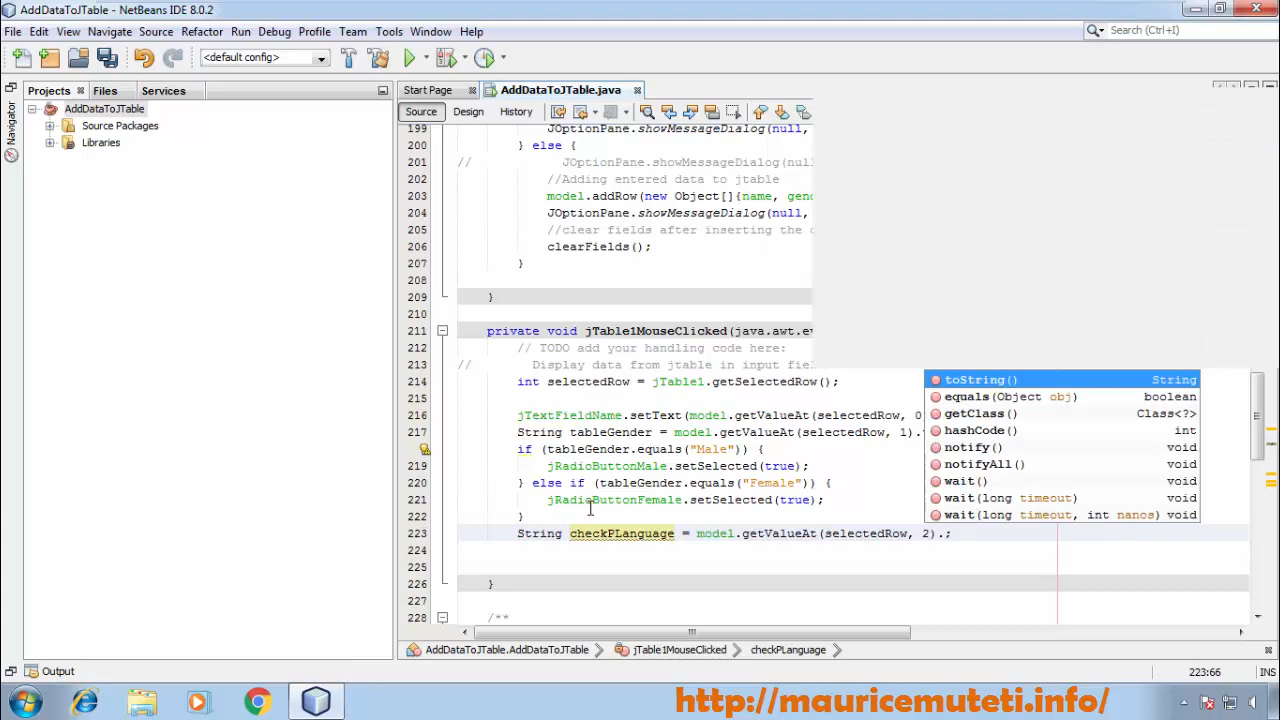 AddDataToJTable - NetBeans IDE 8.0.2
File Edit View Navigate Source Refactor Run Debug Profile Team Tools Window Help
Search (Ctrl+I)
<default config>
Projects Files Services
Start Page AddDataToJTable.java
Source Design History
Navigator
AddDataToJTable
Source Packages
Libraries
199 JOptionPane.showMessageDialog(null,
200 } else {
201 // JOptionPane.showMessageDialog(nul
202 //Adding entered data to jtable
203 model.addRow(new Object[]{name, gend
204 JOptionPane.showMessageDialog(null,
205 //clear fields after inserting the
206 clearFields();
207 }
208
209 }
210
211 private void jTable1MouseClicked(java.awt.ev
212 // TODO add your handling code here:
213 // Display data from jtable in input fiel
214 int selectedRow = jTable1.getSelectedRow();
215
216 jTextFieldName.setText(model.getValueAt(selectedRow, 0
217 String tableGender = model.getValueAt(selectedRow, 1).
if (tableGender.equals("Male")) {
219 jRadioButtonMale.setSelected(true);
220 } else if (tableGender.equals("Female")) {
221 jRadioButtonFemale.setSelected(true);
222 }
223 String checkPLanguage = model.getValueAt(selectedRow, 2).;
224
225
226 }
227
228 /**
toString() String
equals(Object obj) boolean
getClass() Class<?>
hashCode() int
notify() void
notifyAll() void
wait() void
wait(long timeout) void
wait(long timeout, int nanos) void
AddDataToJTable.AddDataToJTable jTable1MouseClicked checkPLanguage
Output
223:66 INS
http://mauricemuteti.info/